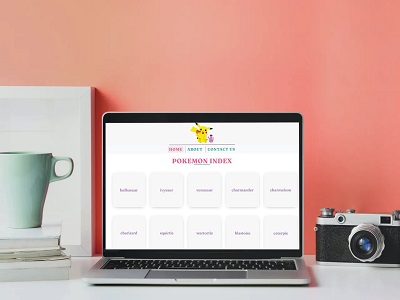 HOME | ABOUT | CONTACT US
POKEMON INDEX
bulbasaur ivysaur venusaur charmander charmeleon
charizard squirtle wartortle blastoise caterpie